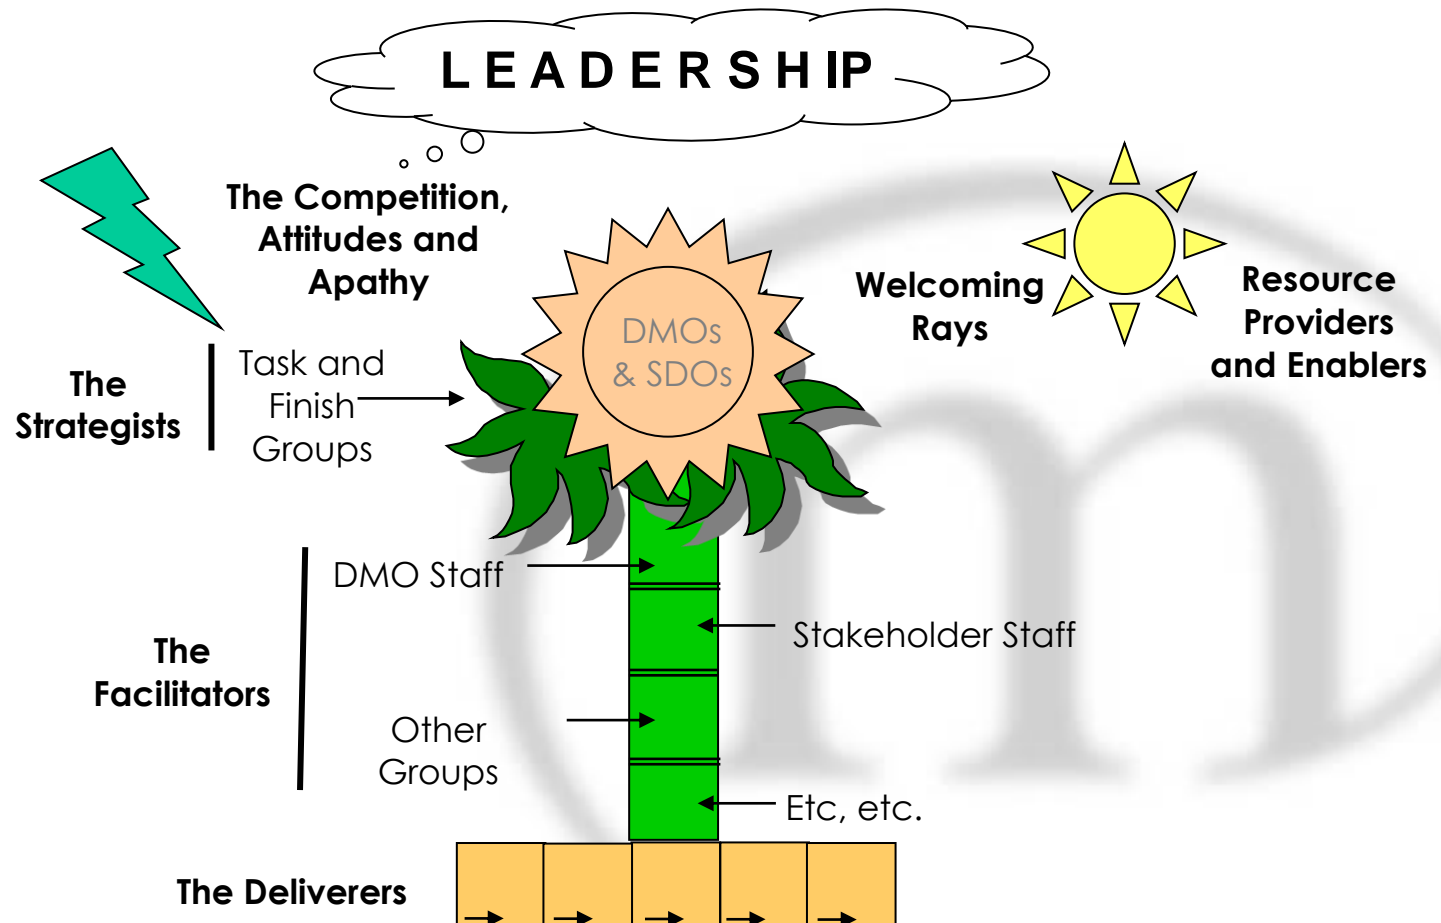 LEADERSHIP
The Competition,
Attitudes and
Apathy
Welcoming
Rays
Resource
Providers
and Enablers
DMOs
& SDOs
The
Strategists
Task and
Finish
Groups
DMO Staff
Stakeholder Staff
The
Facilitators
Other
Groups
Etc, etc.
The Deliverers
m